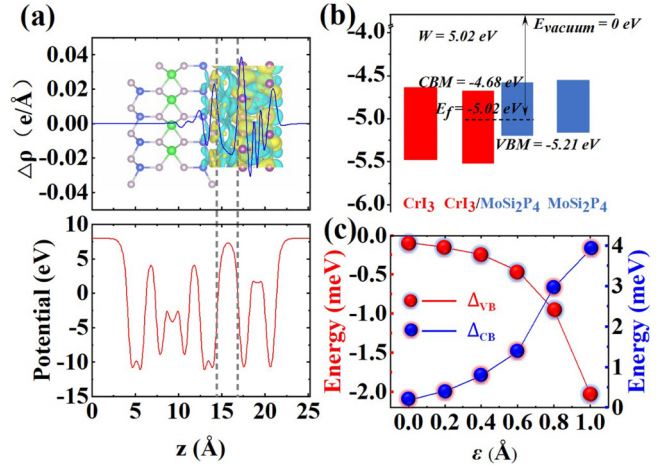 (a)
0.04
0.02
0.00
-0.02
-0.04
Δρ (e/Å)
10
5
0
-5
-10
-15
Potential (eV)
0 5 10 15 20 25
z (Å)
(b)
-4.0
-4.5
-5.0
-5.5
-6.0
E_vacuum = 0 eV
W = 5.02 eV
CBM = -4.68 eV
E_f = -5.02 eV
VBM = -5.21 eV
CrI₃ CrI₃/MoSi₂P₄ MoSi₂P₄
(c)
-0.0
-0.5
-1.0
-1.5
-2.0
Energy (meV)
Δ_VB
Δ_CB
4
3
2
1
0
Energy (meV)
0.0 0.2 0.4 0.6 0.8 1.0
ε (Å)